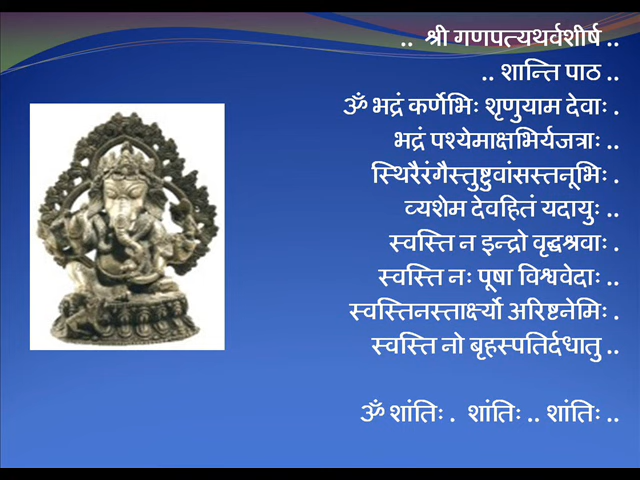 .. श्री गणपत्यथर्वशीर्ष ..
.. शान्ति पाठ ..
ॐ भद्रं कर्णेभिः शृणुयाम देवाः .
भद्रं पश्येमाक्षभिर्यजत्राः ..
स्थिरैरंगैस्तुष्टुवांसस्तनूभिः .
व्यशेम देवहितं यदायुः ..
स्वस्ति न इन्द्रो वृद्धश्रवाः .
स्वस्ति नः पूषा विश्ववेदाः ..
स्वस्तिनस्तार्क्ष्यो अरिष्टनेमिः .
स्वस्ति नो बृहस्पतिर्दधातु ..
ॐ शांतिः . शांतिः .. शांतिः ..